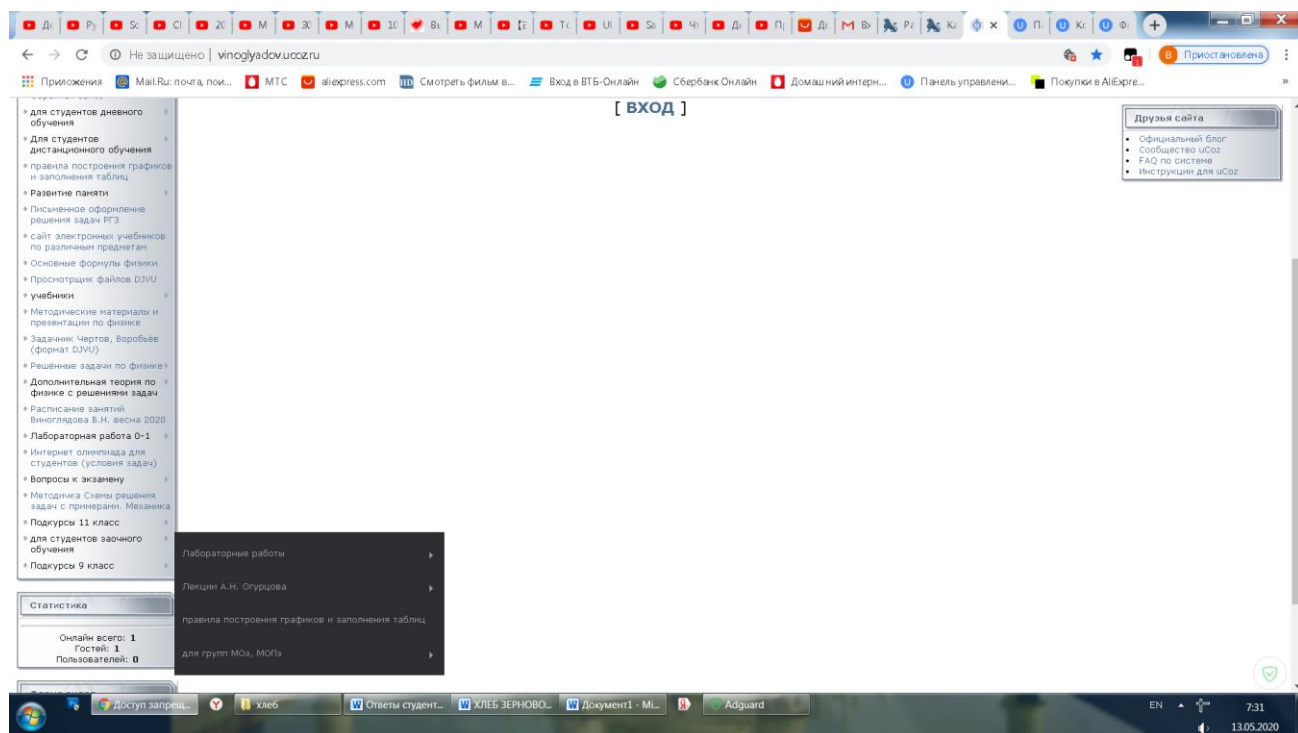 Не защищено | vinoglyadov.ucoz.ru
Приостановлена
Приложения
Mail.Ru: почта, пои...
МТС
aliexpress.com
Смотреть фильм в...
Вход в ВТБ-Онлайн
Сбербанк Онлайн
Домашний интерн...
Панель управлени...
Покупки в AliExpre...
[ ВХОД ]
для студентов дневного
обучения
Для студентов
дистанционного обучения
правила построения графиков
и заполнения таблиц
Развитие памяти
Письменное оформление
решения задач РГЗ
сайт электронных учебников
по различным предметам
Основные формулы физики
Просмотрщик файлов DJVU
учебники
Методические материалы и
презентации по физике
Задачник Чертов, Воробьёв
(формат DJVU)
Решённые задачи по физике
Дополнительная теория по
физике с решениями задач
Расписание занятий
Виноглядова В.Н. весна 2020
Лабораторная работа 0-1
Интернет олимпиада для
студентов (условия задач)
Вопросы к экзамену
Методичка Схемы решения
задач с примерами. Механика
Подкурсы 11 класс
для студентов заочного
обучения
Подкурсы 9 класс
Лабораторные работы
Лекции А.Н. Огурцова
правила построения графиков и заполнения таблиц
для групп МОз, МОПз
Статистика
Онлайн всего: 1
Гостей: 1
Пользователей: 0
Друзья сайта
Официальный блог
Сообщество uCoz
FAQ по системе
Инструкции для uCoz
Доступ запрещ...
хлеб
Ответы студент...
ХЛЕБ ЗЕРНОВО...
Документ1 - Mi...
Adguard
EN
7:31
13.05.2020